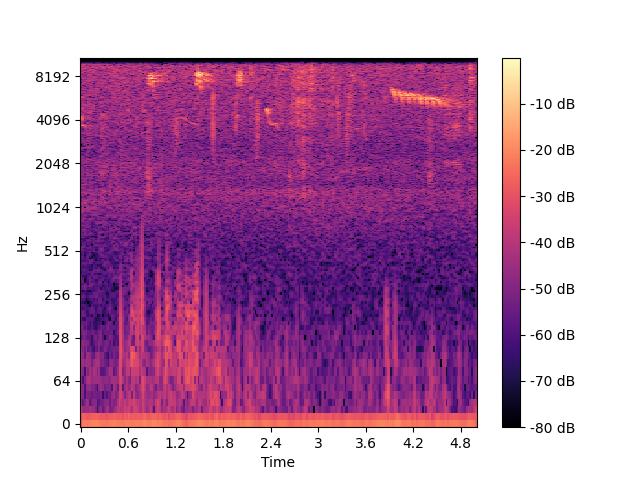 8192
4096
2048
1024
512
256
128
64
0
Hz
0 0.6 1.2 1.8 2.4 3 3.6 4.2 4.8
Time
-10 dB
-20 dB
-30 dB
-40 dB
-50 dB
-60 dB
-70 dB
-80 dB